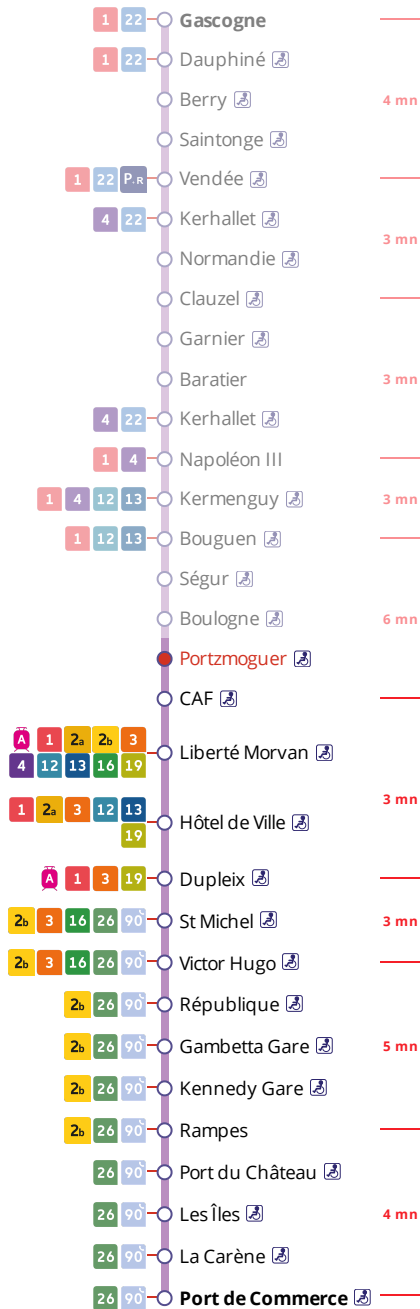 1 22 Gascogne
1 22 Dauphiné
Berry 4 mn
Saintonge
1 22 P.R Vendée
4 22 Kerhallet
Normandie 3 mn
Clauzel
Garnier
Baratier 3 mn
4 22 Kerhallet
1 4 Napoléon III
1 4 12 13 Kermenguy 3 mn
1 12 13 Bouguen
Ségur
Boulogne 6 mn
Portzmoguer
CAF
A 1 2a 2b 3
4 12 13 16 19 Liberté Morvan
3 mn
1 2a 3 12 13
19 Hôtel de Ville
A 1 3 19 Dupleix
2b 3 16 26 90 St Michel 3 mn
2b 3 16 26 90 Victor Hugo
2b 26 90 République
2b 26 90 Gambetta Gare 5 mn
2b 26 90 Kennedy Gare
2b 26 90 Rampes
26 90 Port du Château
26 90 Les Îles 4 mn
26 90 La Carène
26 90 Port de Commerce